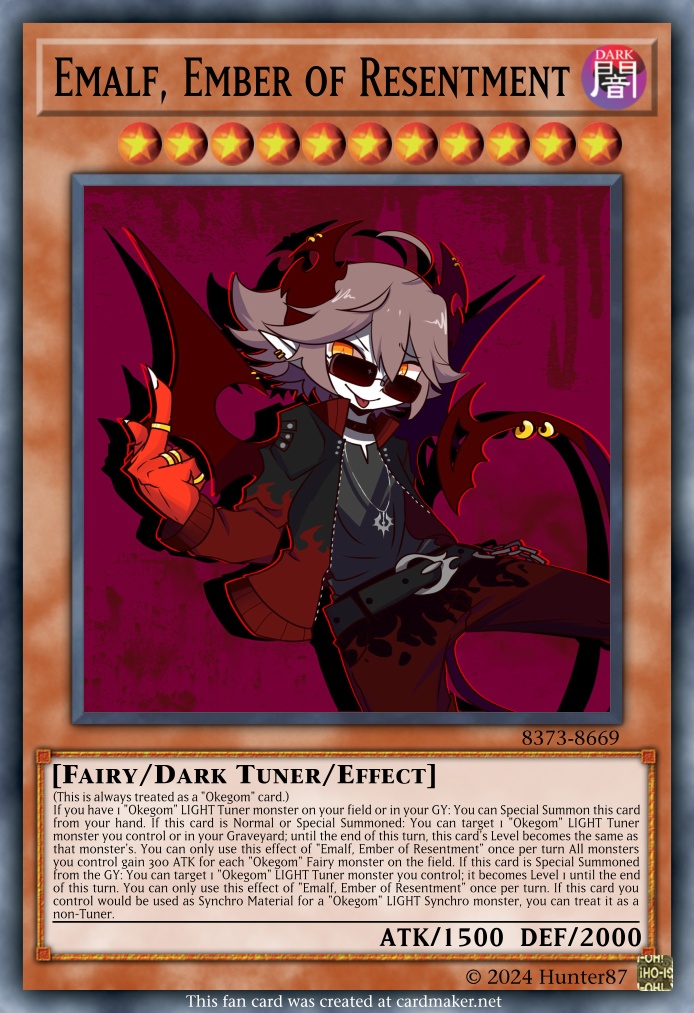 Emalf, Ember of Resentment
DARK
闇
8373-8669
[Fairy/Dark Tuner/Effect]
(This is always treated as a "Okegom" card.)
If you have 1 "Okegom" LIGHT Tuner monster on your field or in your GY: You can Special Summon this card
from your hand. If this card is Normal or Special Summoned: You can target 1 "Okegom" LIGHT Tuner
monster you control or in your Graveyard; until the end of this turn, this card's Level becomes the same as
that monster's. You can only use this effect of "Emalf, Ember of Resentment" once per turn All monsters
you control gain 300 ATK for each "Okegom" Fairy monster on the field. If this card is Special Summoned
from the GY: You can target 1 "Okegom" LIGHT Tuner monster you control; it becomes Level 1 until the end
of this turn. You can only use this effect of "Emalf, Ember of Resentment" once per turn. If this card you
control would be used as Synchro Material for a "Okegom" LIGHT Synchro monster, you can treat it as a
non-Tuner.
ATK/1500 DEF/2000
© 2024 Hunter87
This fan card was created at cardmaker.net